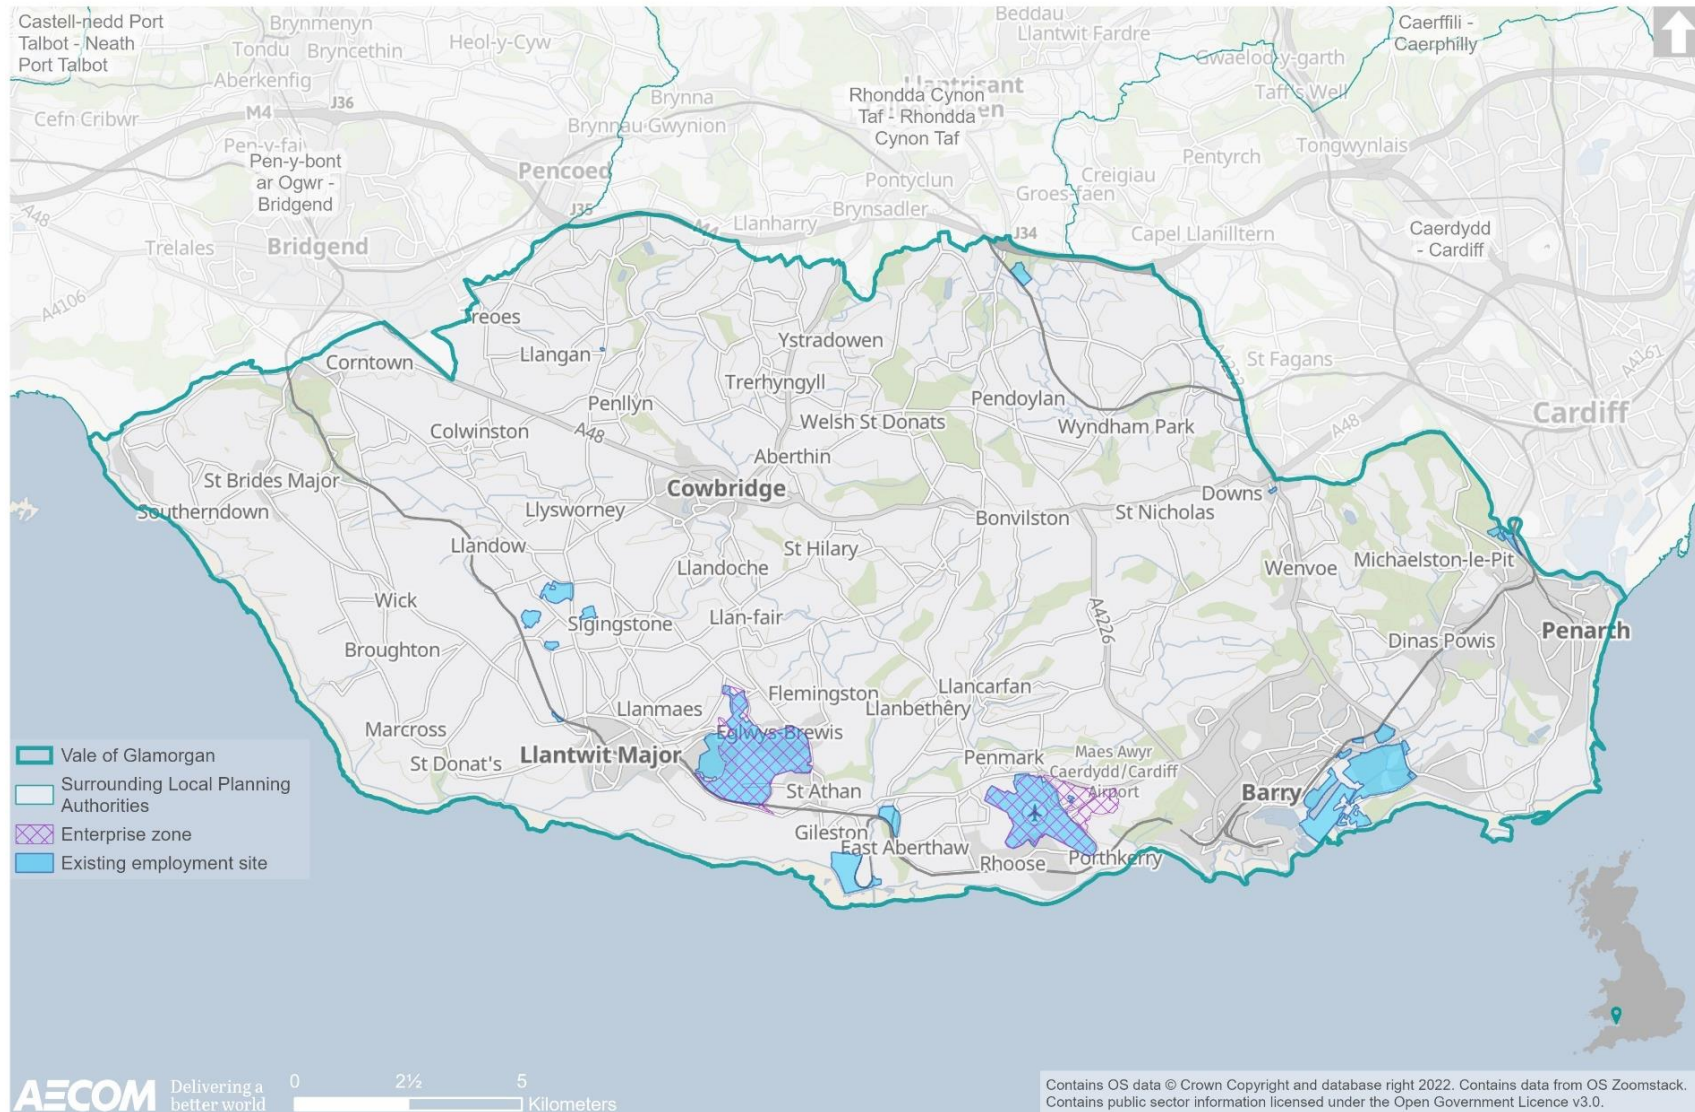 Castell-nedd Port
Talbot - Neath
Port Talbot
Brynmenyn
Tondu
Bryncethin
Heol-y-Cyw
Aberkenfig
Beddau
Llantwit Fardre
Caerffili -
Caerphilly
Gwaelod-y-garth
Taff's Well
Cefn Cribwr
M4
J36
Brynna
Rhondda Cynon
Taf - Rhondda
Cynon Taf
Brynnau Gwynion
Tongwynlais
Pen-y-fai
Pen-y-bont
ar Ogwr -
Bridgend
Pencoed
Pontyclun
Pentyrch
Creigiau
Groes-faen
A48
J35
Brynsadler
Llanharry
J34
Capel Llanilltern
Caerdydd
- Cardiff
Trelales
Bridgend
A4106
Llangan
Corntown
Ystradowen
St Fagans
A4232
Trerhyngyll
Penllyn
Pendoylan
Cardiff
Colwinston
A48
Welsh St Donats
Wyndham Park
A48
Aberthin
St Brides Major
Cowbridge
Downs
Southerndown
Llysworney
Bonvilston
St Nicholas
Llandow
St Hilary
Llandoche
Wenvoe
Michaelston-le-Pit
Wick
Sigingstone
Llan-fair
A4226
Penarth
Broughton
Dinas Powis
Flemingston
Llancarfan
Llanmaes
Llanbethêry
Marcross
Eglwys-Brewis
St Donat's
Llantwit Major
Penmark
Maes Awyr
Caerdydd/Cardiff
Airport
St Athan
Barry
Gileston
East Aberthaw
Rhoose
Porthkerry
Vale of Glamorgan
Surrounding Local Planning
Authorities
Enterprise zone
Existing employment site
AECOM
Delivering a
better world
0 2½ 5
Kilometers
Contains OS data © Crown Copyright and database right 2022. Contains data from OS Zoomstack.
Contains public sector information licensed under the Open Government Licence v3.0.